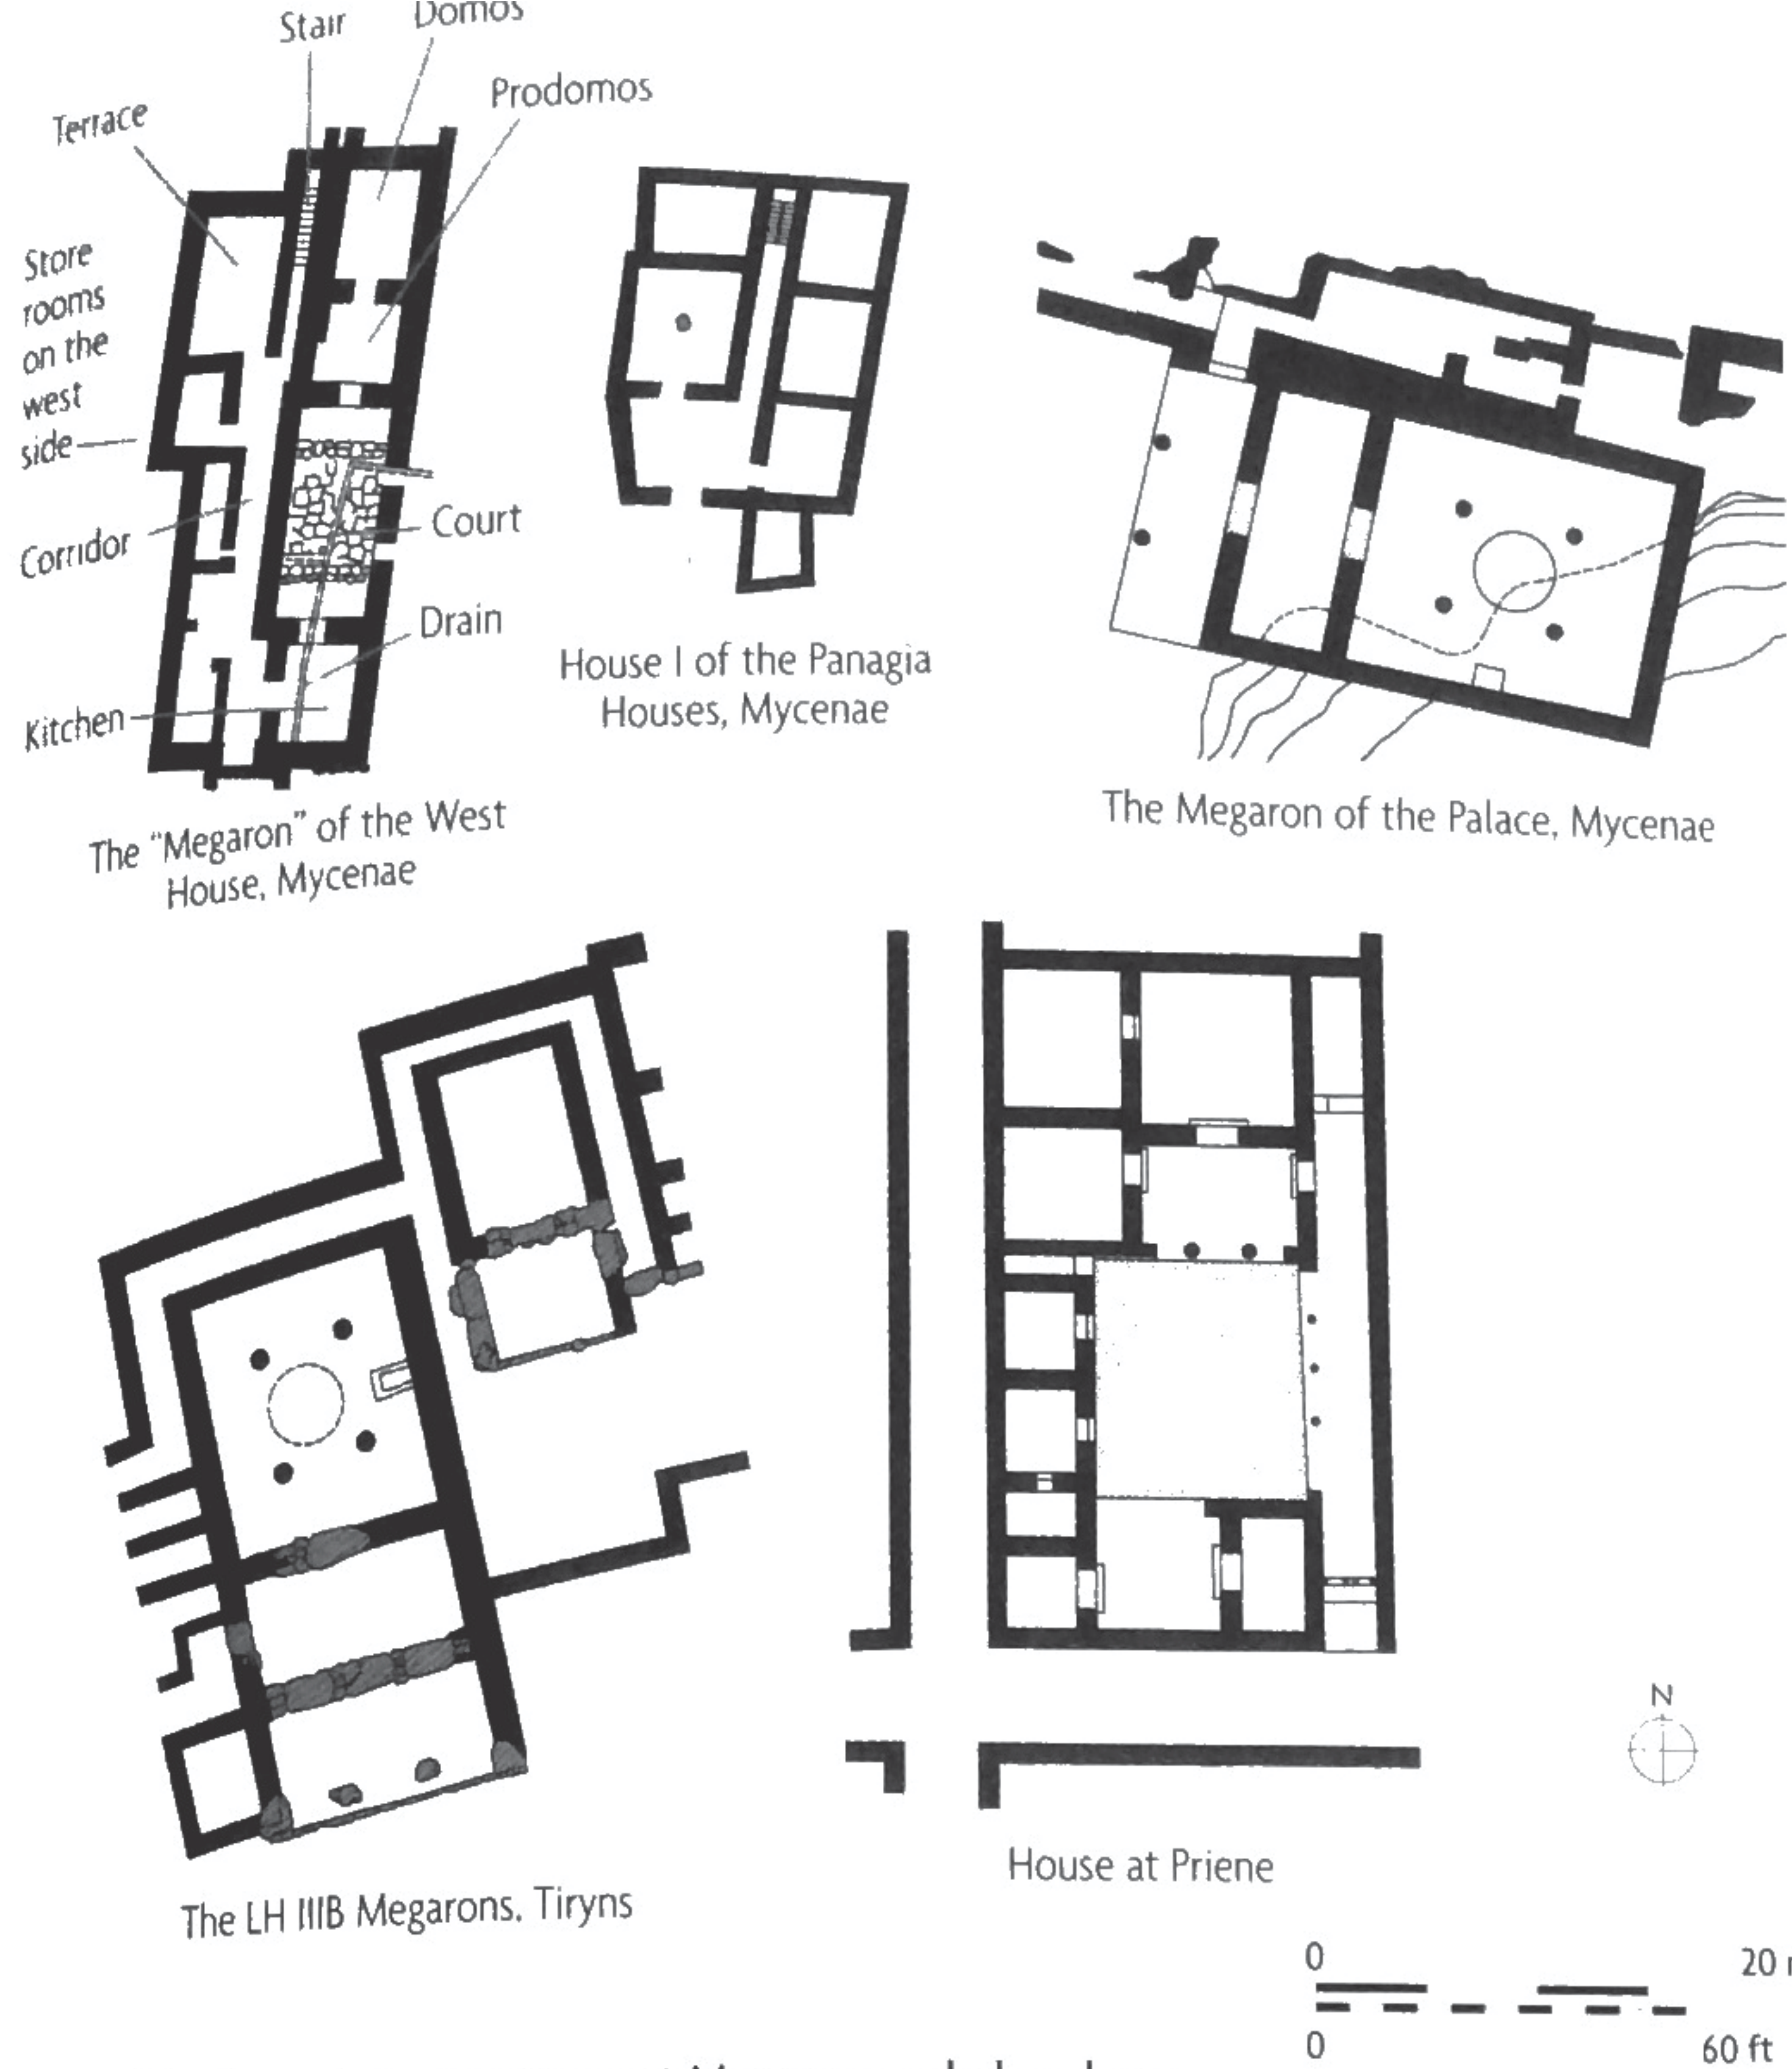 Stair
Domos
Prodomos
Terrace
Store
rooms
on the
west
side
Corridor
Court
Drain
Kitchen
The "Megaron" of the West
House, Mycenae
House I of the Panagia
Houses, Mycenae
The Megaron of the Palace, Mycenae
The LH IIIB Megarons, Tiryns
House at Priene
N
0
20
0
60 ft